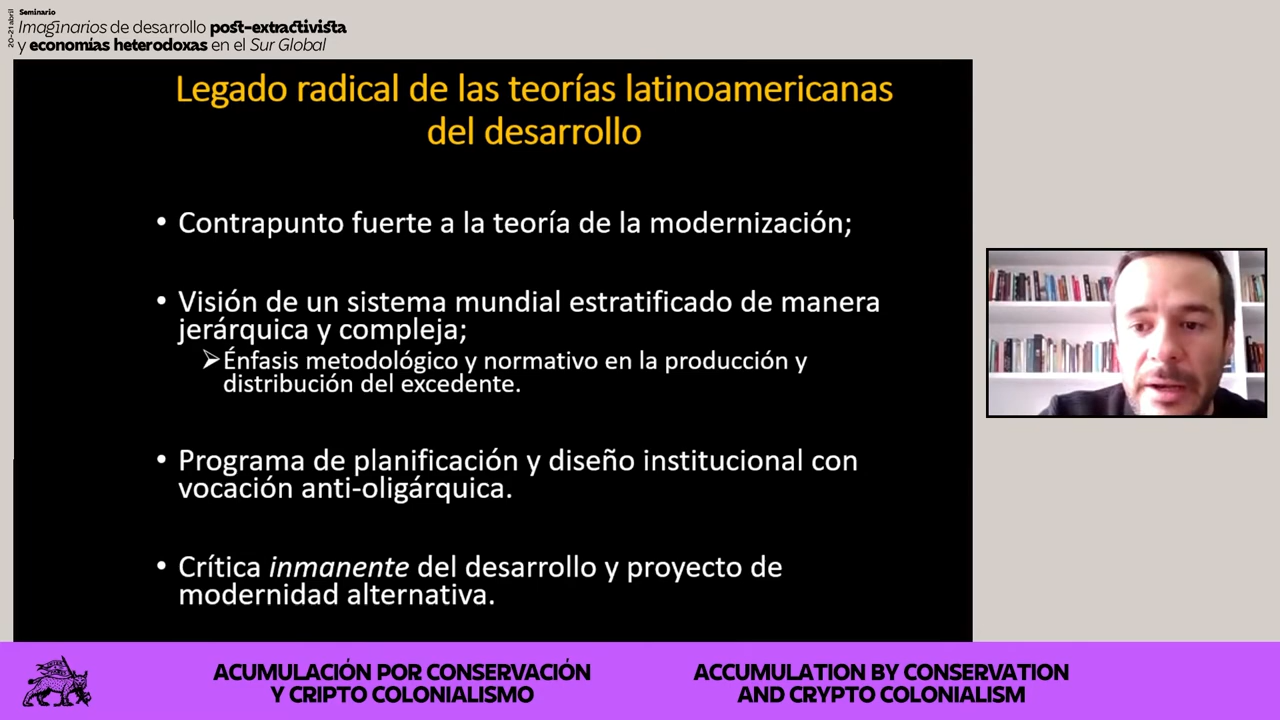 20-21 abril
Seminario
Imaginarios de desarrollo post-extractivista
y economías heterodoxas en el Sur Global
Legado radical de las teorías latinoamericanas
del desarrollo
• Contrapunto fuerte a la teoría de la modernización;
• Visión de un sistema mundial estratificado de manera
jerárquica y compleja;
➢Énfasis metodológico y normativo en la producción y
distribución del excedente.
• Programa de planificación y diseño institucional con
vocación anti-oligárquica.
• Crítica inmanente del desarrollo y proyecto de
modernidad alternativa.
ACUMULACIÓN POR CONSERVACIÓN
Y CRIPTO COLONIALISMO
ACCUMULATION BY CONSERVATION
AND CRYPTO COLONIALISM